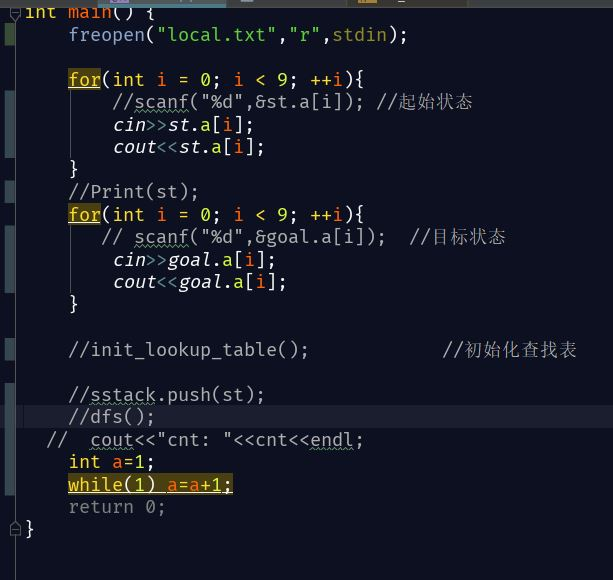 int main() {
    freopen("local.txt","r",stdin);
    for(int i = 0; i < 9; ++i){
        //scanf("%d",&st.a[i]); //起始状态
        cin>>st.a[i];
        cout<<st.a[i];
    }
    //Print(st);
    for(int i = 0; i < 9; ++i){
       // scanf("%d",&goal.a[i]);  //目标状态
        cin>>goal.a[i];
        cout<<goal.a[i];
    }
    //init_lookup_table();            //初始化查找表
    //sstack.push(st);
    //dfs();
  //  cout<<"cnt: "<<cnt<<endl;
    int a=1;
    while(1) a=a+1;
    return 0;
}